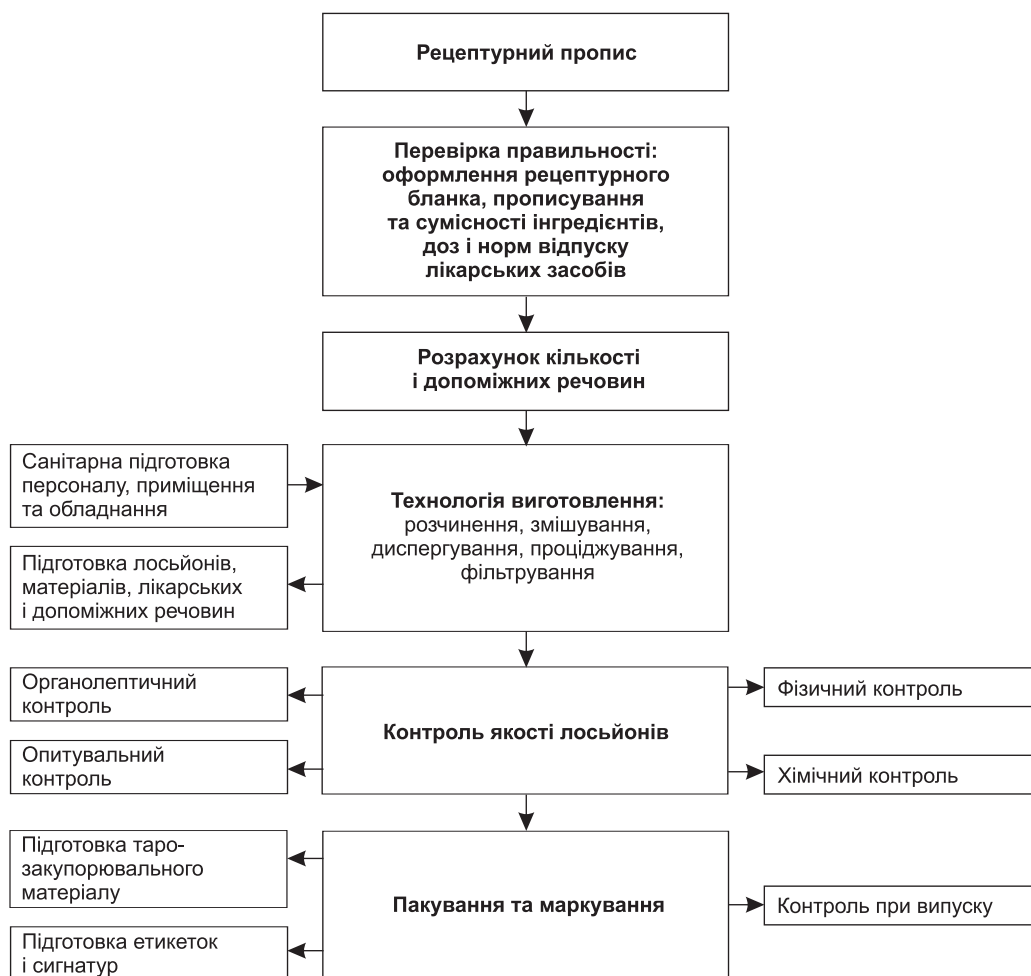 Рецептурний пропис
Перевірка правильності:
оформлення рецептурного
бланка, прописування
та сумісності інгредієнтів,
доз і норм відпуску
лікарських засобів
Розрахунок кількості
і допоміжних речовин
Санітарна підготовка
персоналу, приміщення
та обладнання
Підготовка лосьйонів,
матеріалів, лікарських
і допоміжних речовин
Технологія виготовлення:
розчинення, змішування,
диспергування, проціджування,
фільтрування
Органолептичний
контроль
Опитувальний
контроль
Контроль якості лосьйонів
Фізичний контроль
Хімічний контроль
Підготовка таро-
закупорювального
матеріалу
Підготовка етикеток
і сигнатур
Пакування та маркування
Контроль при випуску